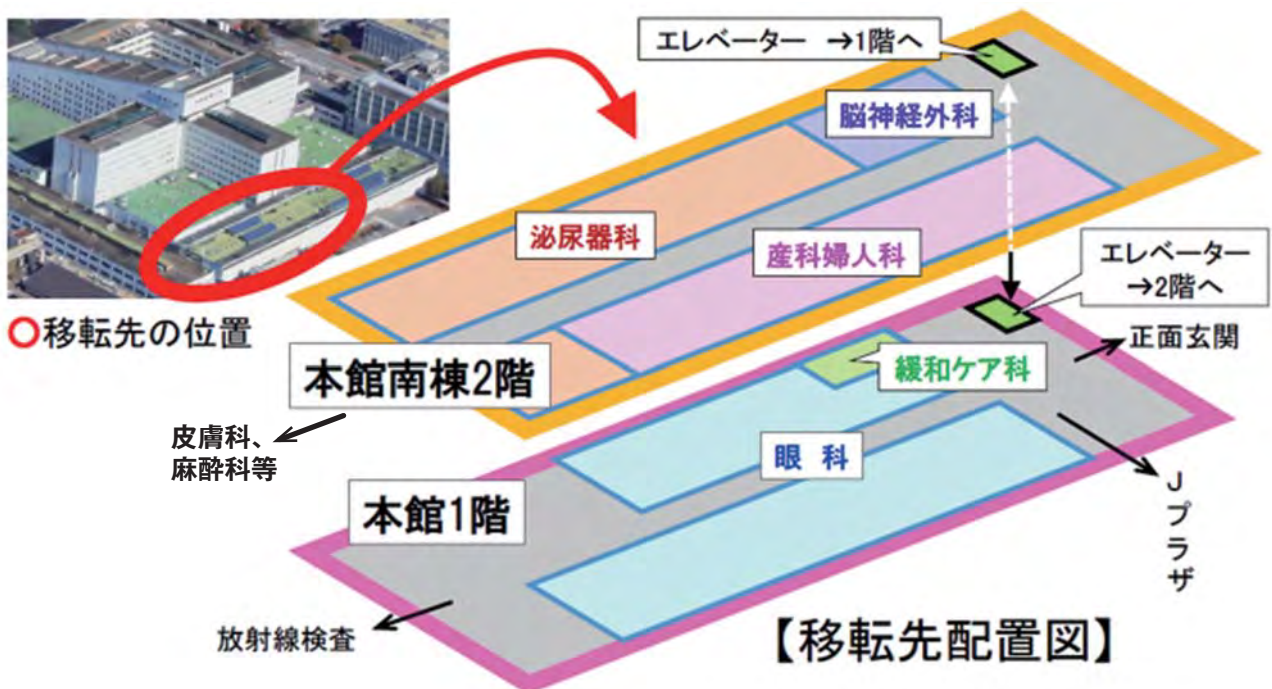 エレベーター →1階へ
脳神経外科
泌尿器科
産科婦人科
エレベーター
→2階へ
○移転先の位置
正面玄関
本館南棟2階
緩和ケア科
皮膚科、
麻酔科等
眼 科
本館1階
Jプラザ
放射線検査
【移転先配置図】